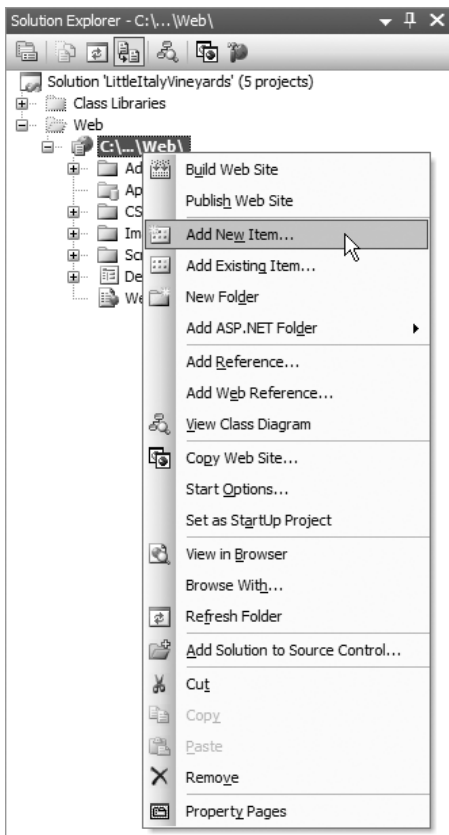 Solution Explorer - C:\...\Web\
Solution 'LittleItalyVineyards' (5 projects)
Class Libraries
Web
C:\...\Web\
Ad
Ap
CS
Im
Scr
De
We
Build Web Site
Publish Web Site
Add New Item...
Add Existing Item...
New Folder
Add ASP.NET Folder
Add Reference...
Add Web Reference...
View Class Diagram
Copy Web Site...
Start Options...
Set as StartUp Project
View in Browser
Browse With...
Refresh Folder
Add Solution to Source Control...
Cut
Copy
Paste
Remove
Property Pages